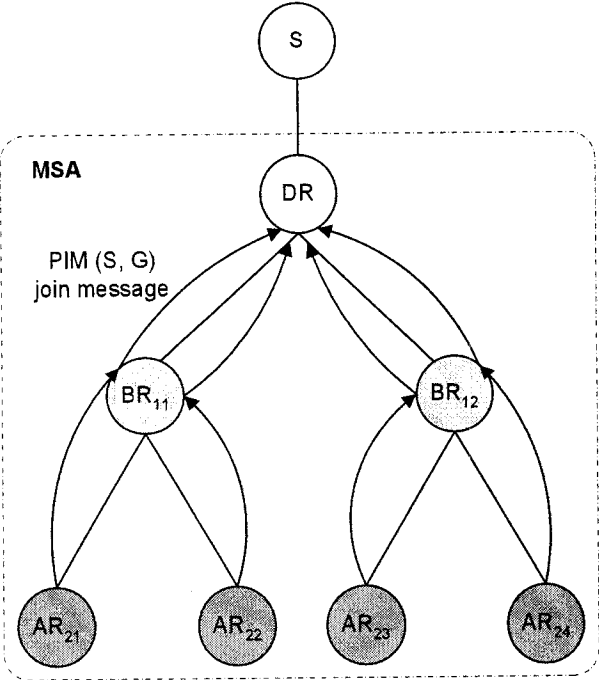 S
MSA
DR
PIM (S, G)
join message
BR11
BR12
AR21
AR22
AR23
AR24